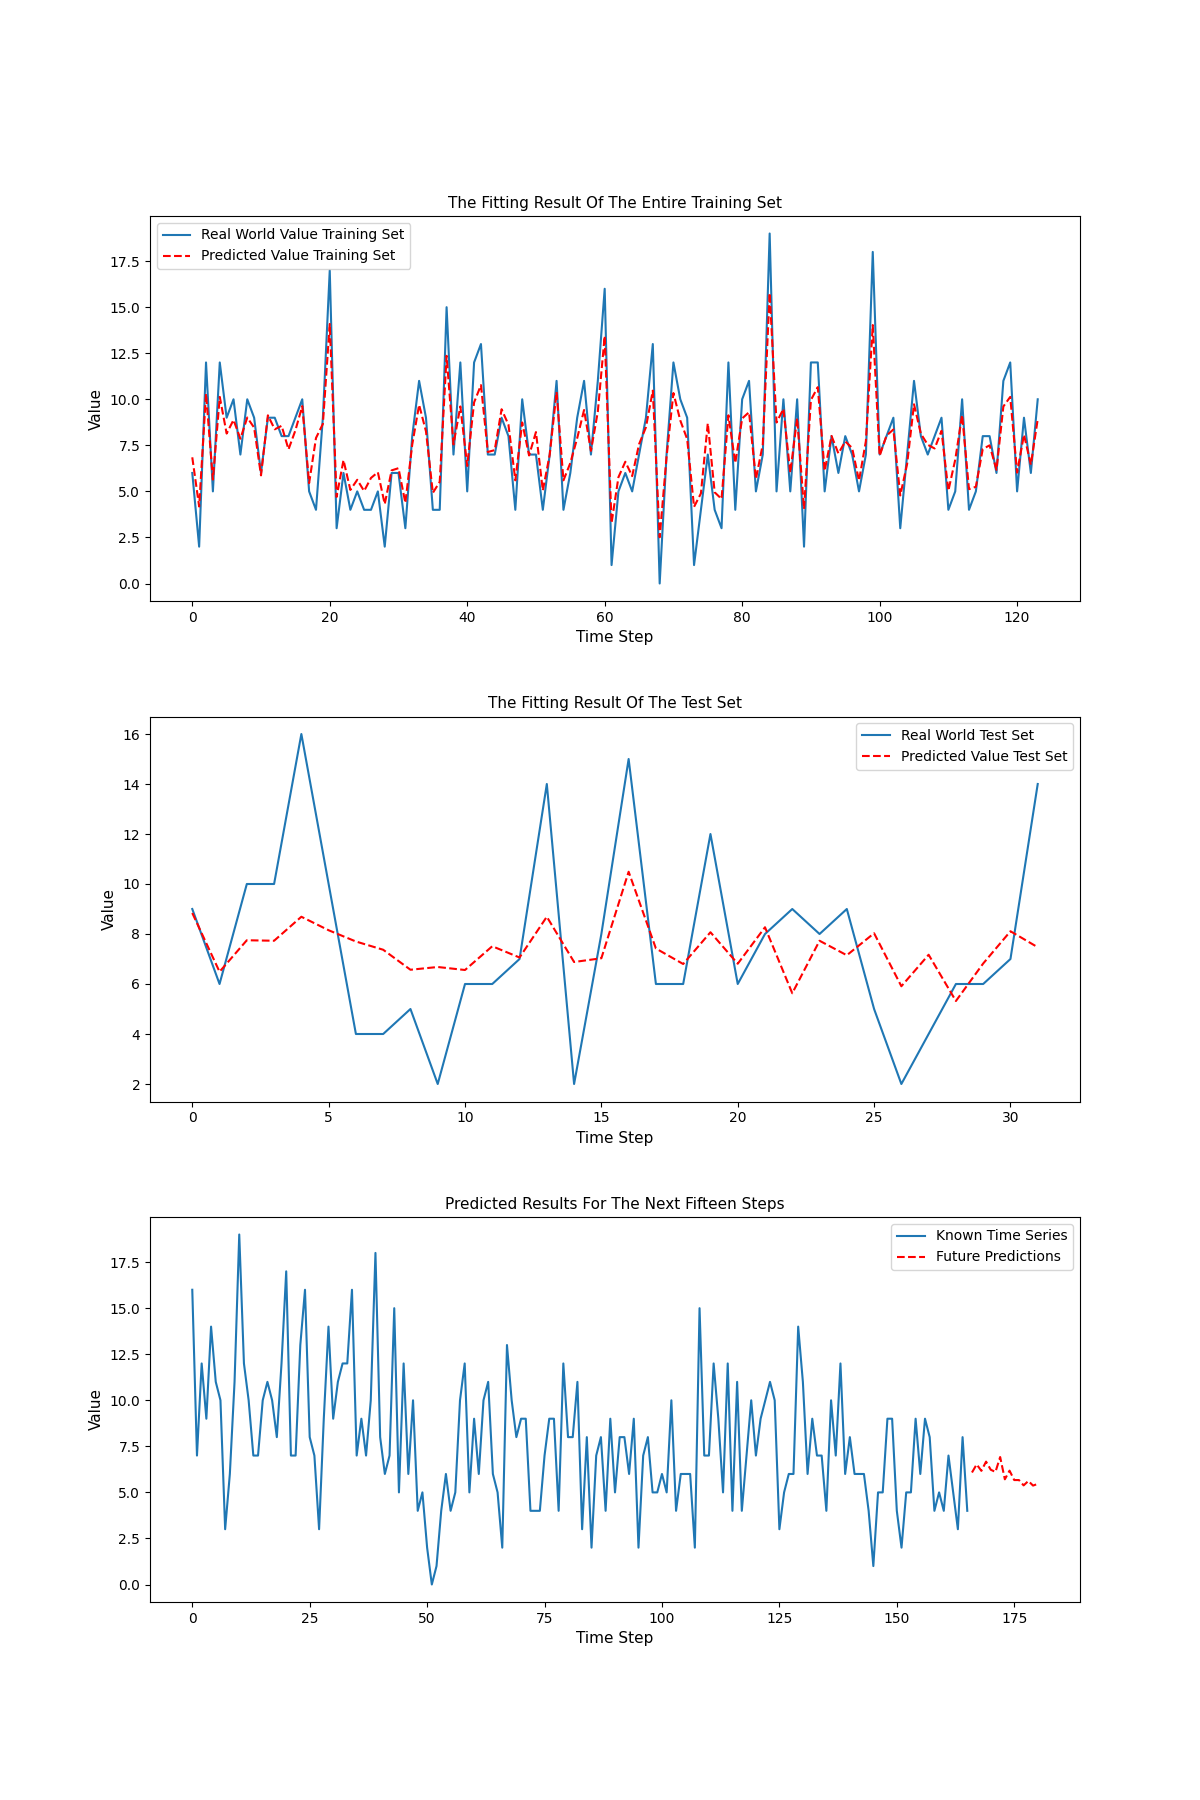 The Fitting Result Of The Entire Training Set
Real World Value Training Set
Predicted Value Training Set
Value
17.5
15.0
12.5
10.0
7.5
5.0
2.5
0.0
0 20 40 60 80 100 120
Time Step
The Fitting Result Of The Test Set
Real World Test Set
Predicted Value Test Set
Value
16
14
12
10
8
6
4
2
0 5 10 15 20 25 30
Time Step
Predicted Results For The Next Fifteen Steps
Known Time Series
Future Predictions
Value
17.5
15.0
12.5
10.0
7.5
5.0
2.5
0.0
0 25 50 75 100 125 150 175
Time Step